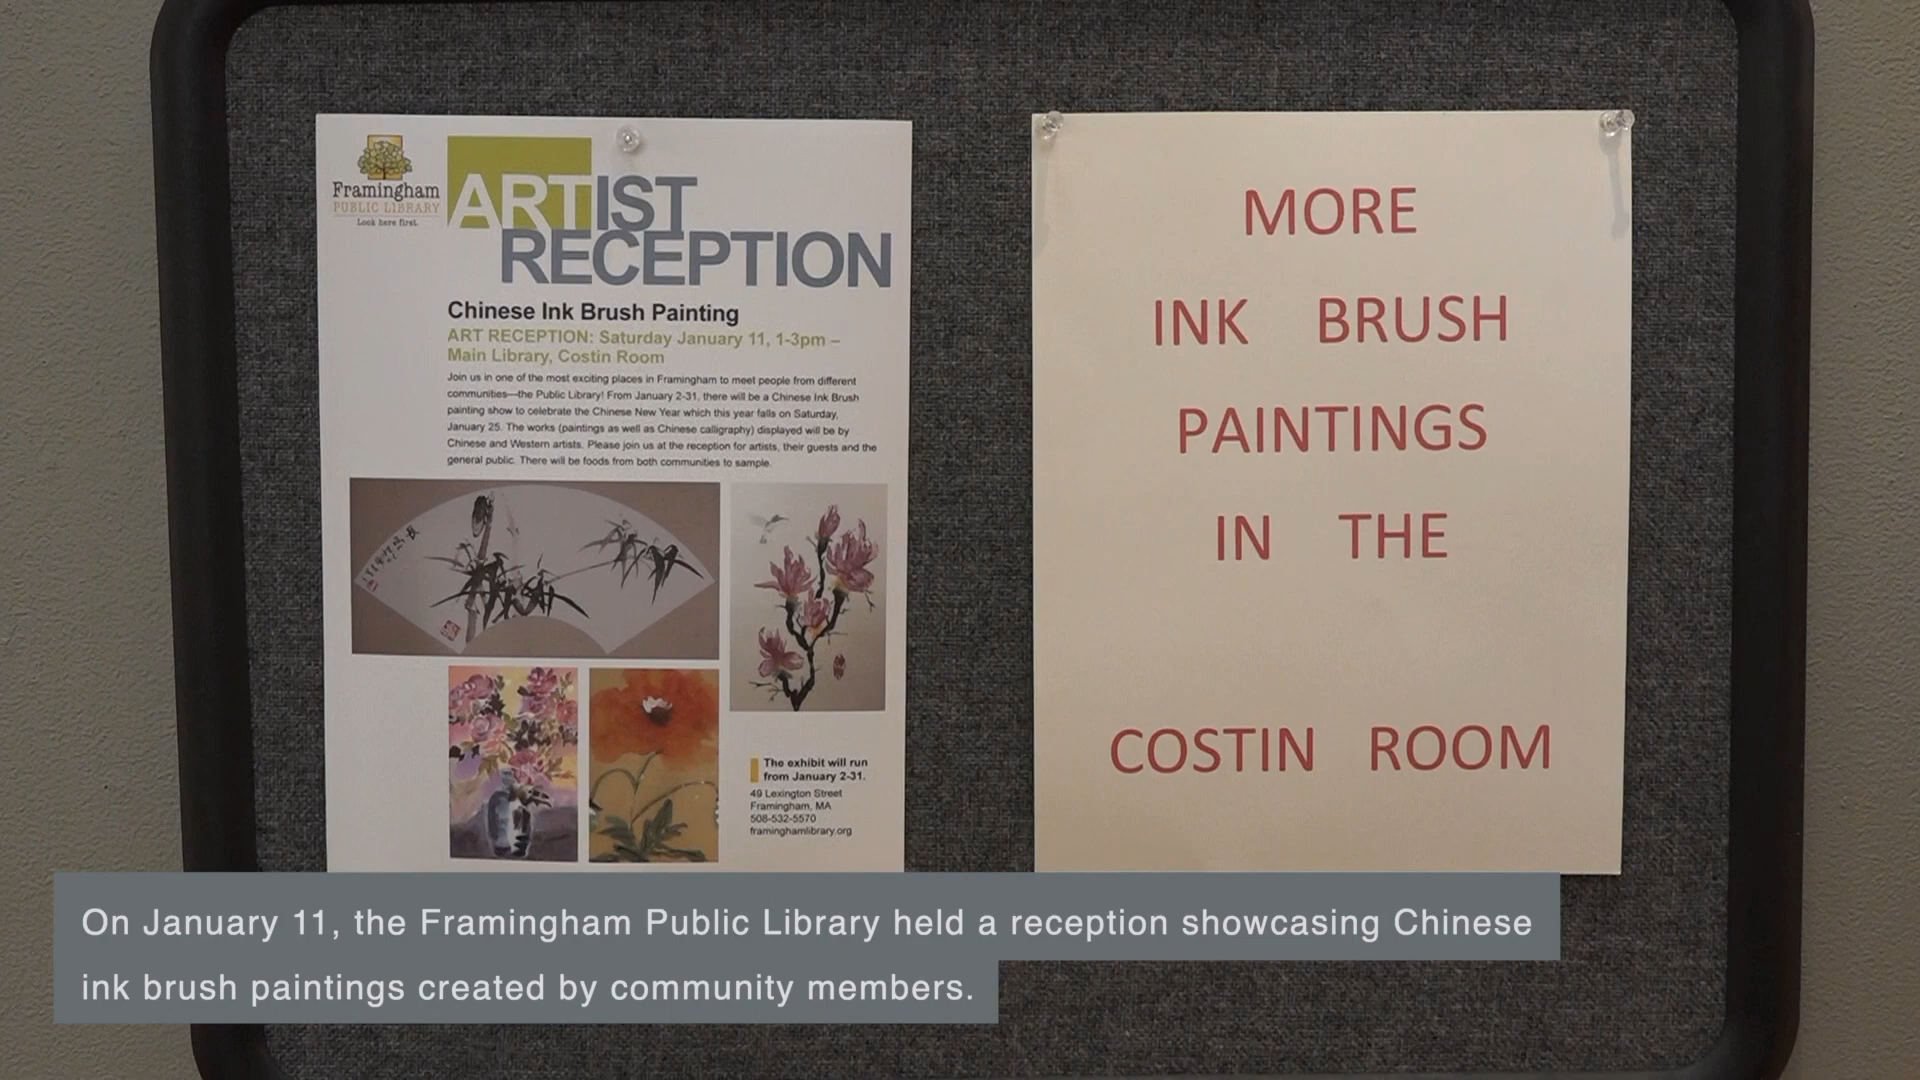 Framingham
PUBLIC LIBRARY
Look here first.
ARTIST
RECEPTION
Chinese Ink Brush Painting
ART RECEPTION: Saturday January 11, 1-3pm –
Main Library, Costin Room
Join us in one of the most exciting places in Framingham to meet people from different
communities—the Public Library! From January 2-31, there will be a Chinese Ink Brush
painting show to celebrate the Chinese New Year which this year falls on Saturday,
January 25. The works (paintings as well as Chinese calligraphy) displayed will be by
Chinese and Western artists. Please join us at the reception for artists, their guests and the
general public. There will be foods from both communities to sample.
The exhibit will run
from January 2-31.
49 Lexington Street
Framingham, MA
508-532-5570
framinghamlibrary.org
MORE
INK BRUSH
PAINTINGS
IN THE
COSTIN ROOM
On January 11, the Framingham Public Library held a reception showcasing Chinese
ink brush paintings created by community members.